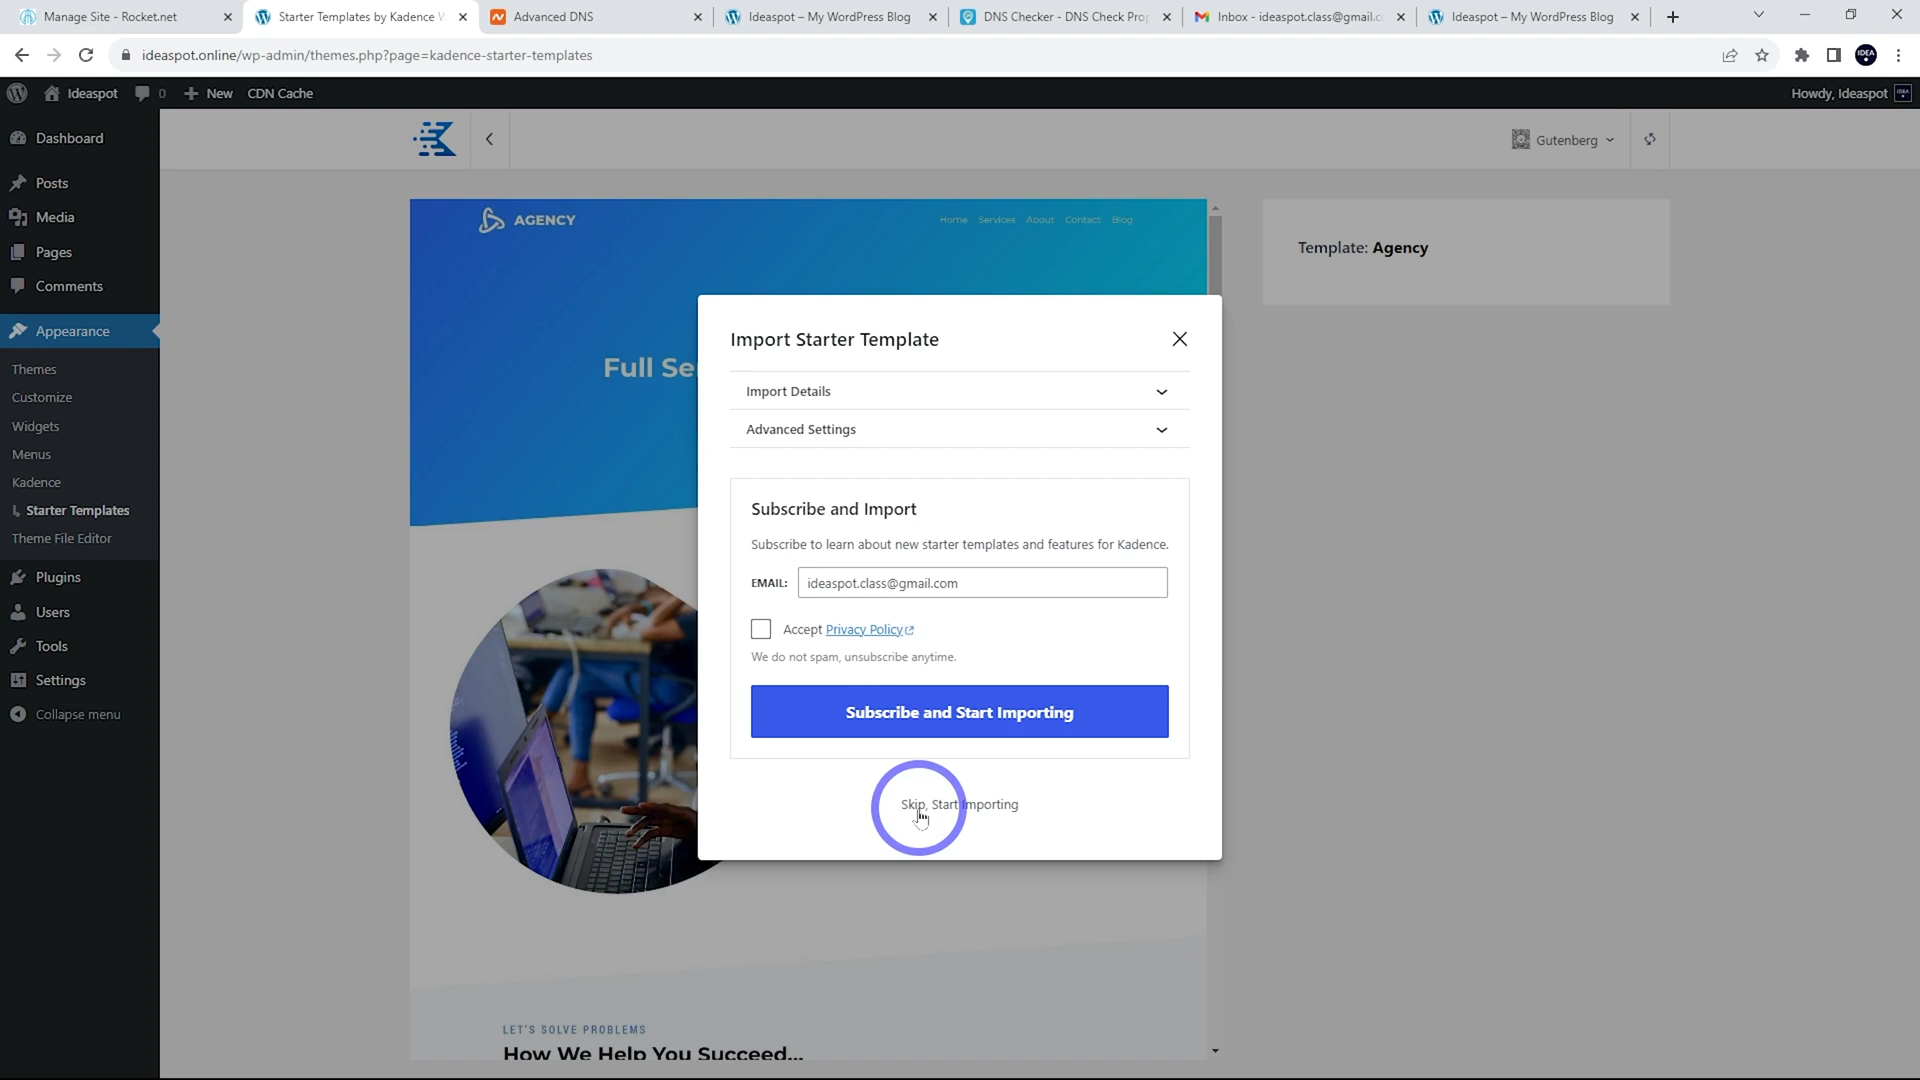 Manage Site - Rocket.net
Starter Templates by Kadence W
Advanced DNS
Ideaspot – My WordPress Blog
DNS Checker - DNS Check Prop
Inbox - ideaspot.class@gmail.c
Ideaspot – My WordPress Blog
ideaspot.online/wp-admin/themes.php?page=kadence-starter-templates
IDEA
Ideaspot
0
New
CDN Cache
Howdy, Ideaspot
Dashboard
Posts
Media
Pages
Comments
Appearance
Themes
Customize
Widgets
Menus
Kadence
Starter Templates
Theme File Editor
Plugins
Users
Tools
Settings
Collapse menu
Gutenberg
AGENCY
Home Services About Contact Blog
Full Se
Template: Agency
Import Starter Template
Import Details
Advanced Settings
Subscribe and Import
Subscribe to learn about new starter templates and features for Kadence.
EMAIL: ideaspot.class@gmail.com
Accept Privacy Policy
We do not spam, unsubscribe anytime.
Subscribe and Start Importing
Skip, Start Importing
LET'S SOLVE PROBLEMS
How We Help You Succeed...